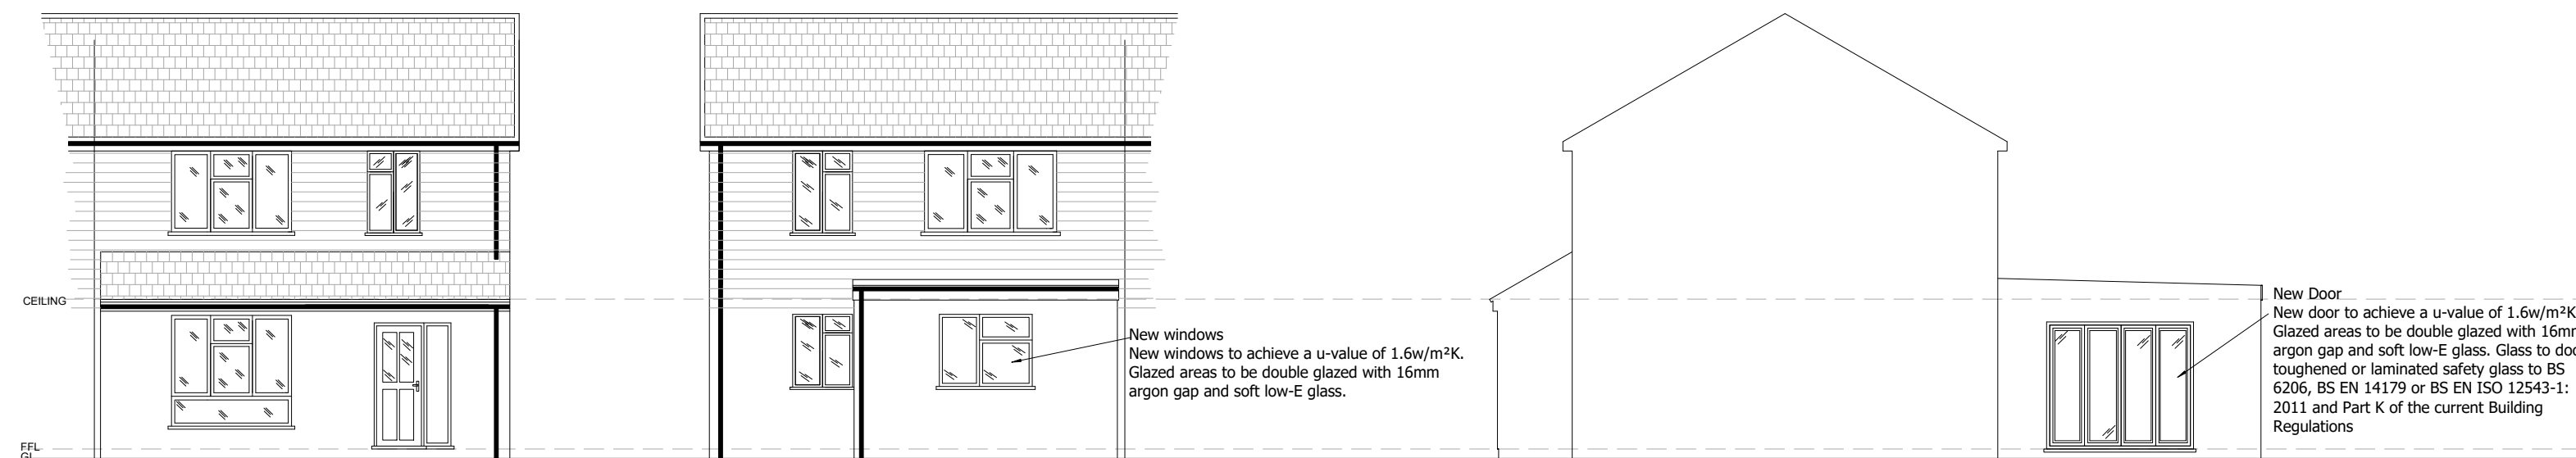 CEILING
FFL
GL
New windows
New windows to achieve a u-value of 1.6w/m²K.
Glazed areas to be double glazed with 16mm
argon gap and soft low-E glass.
New Door
New door to achieve a u-value of 1.6w/m²K
Glazed areas to be double glazed with
argon gap and soft low-E glass. Glass to
toughened or laminated safety glass to BS
6206, BS EN 14179 or BS EN ISO 12543-1:
2011 and Part K of the current Building
Regulations